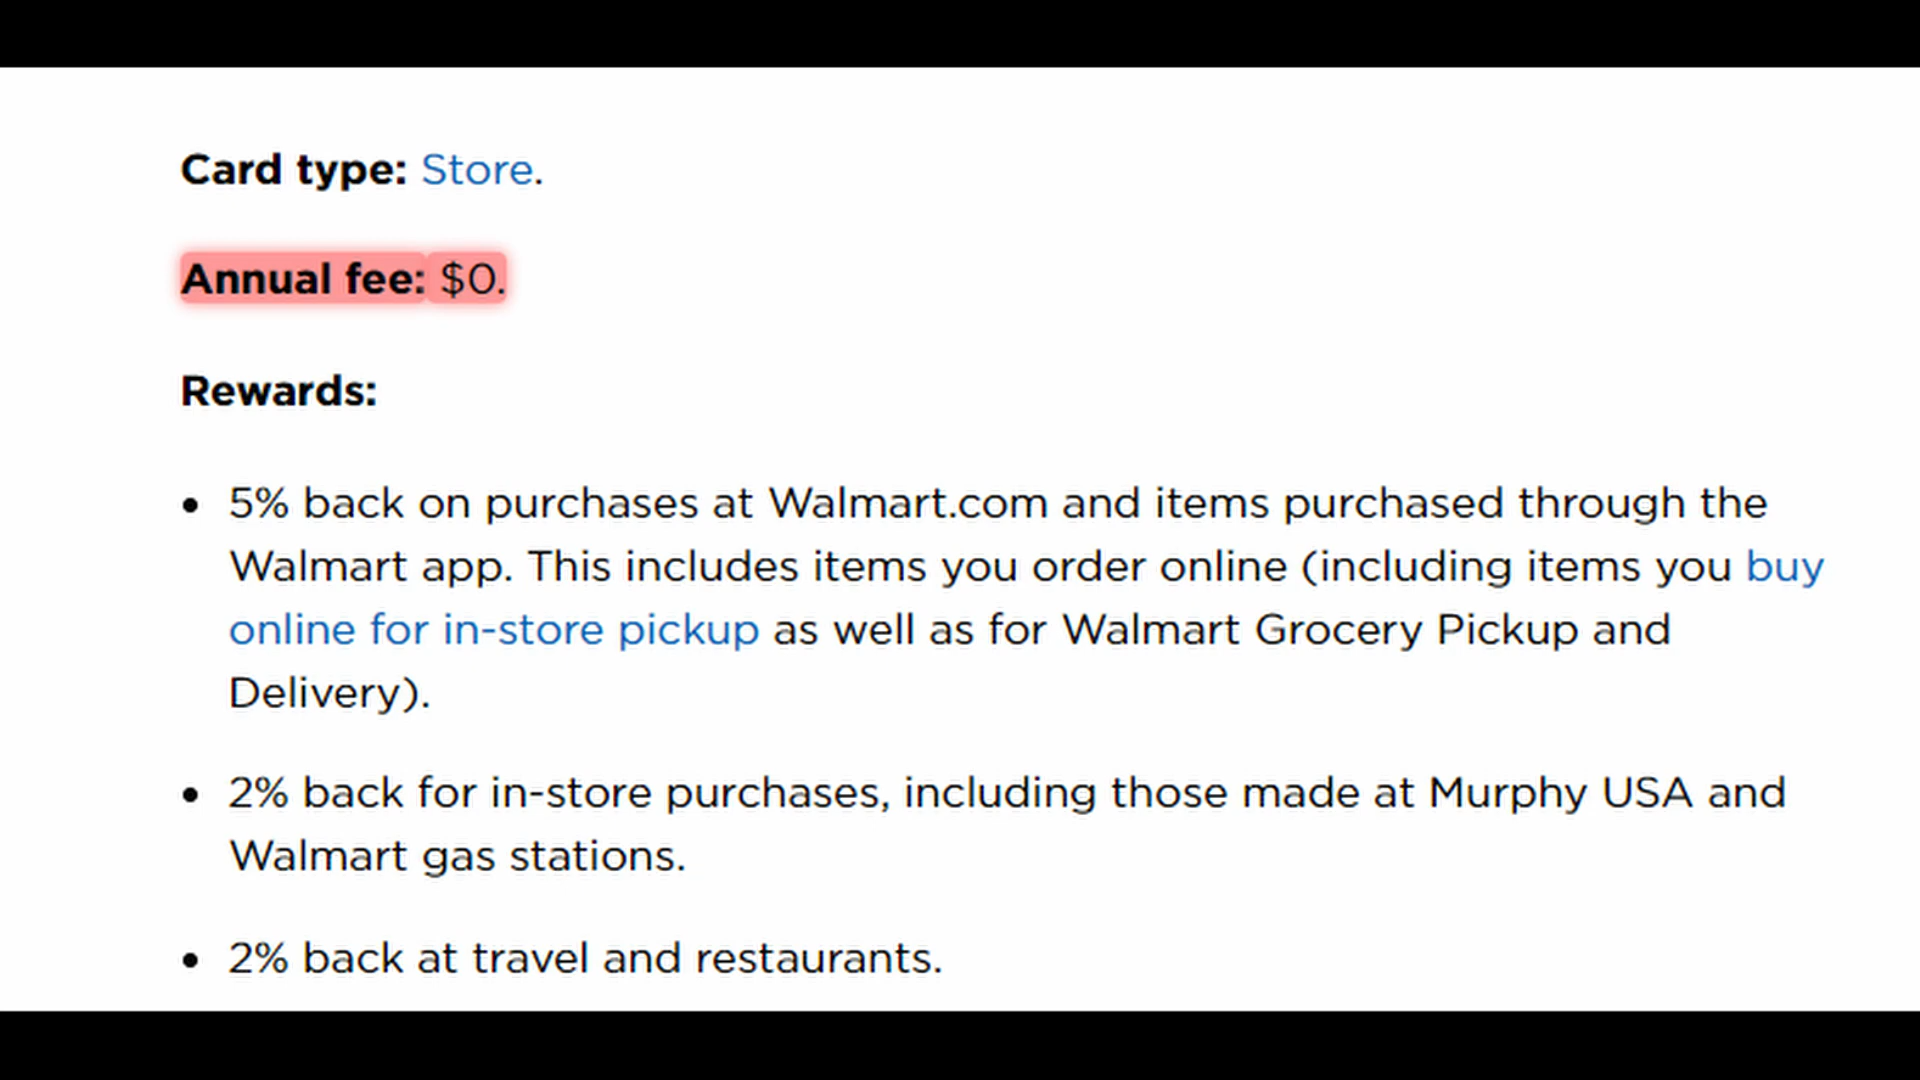 Card type: Store.
Annual fee: $0.
Rewards:
• 5% back on purchases at Walmart.com and items purchased through the
Walmart app. This includes items you order online (including items you buy
online for in-store pickup as well as for Walmart Grocery Pickup and
Delivery).
• 2% back for in-store purchases, including those made at Murphy USA and
Walmart gas stations.
• 2% back at travel and restaurants.